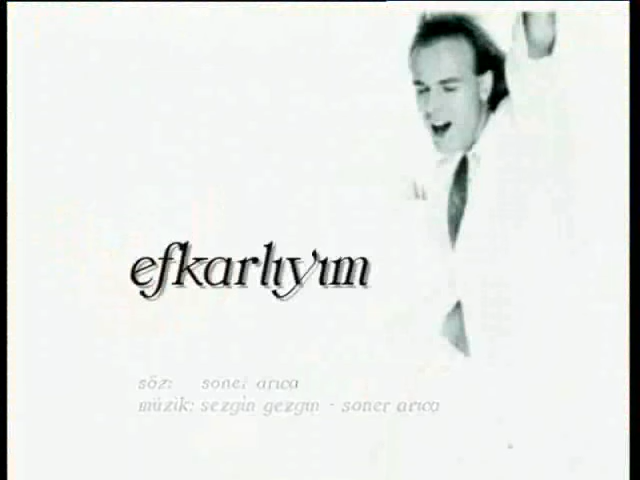 efkarlıyım
söz: soner arıca
müzik: sezgin gezgin - soner arıca